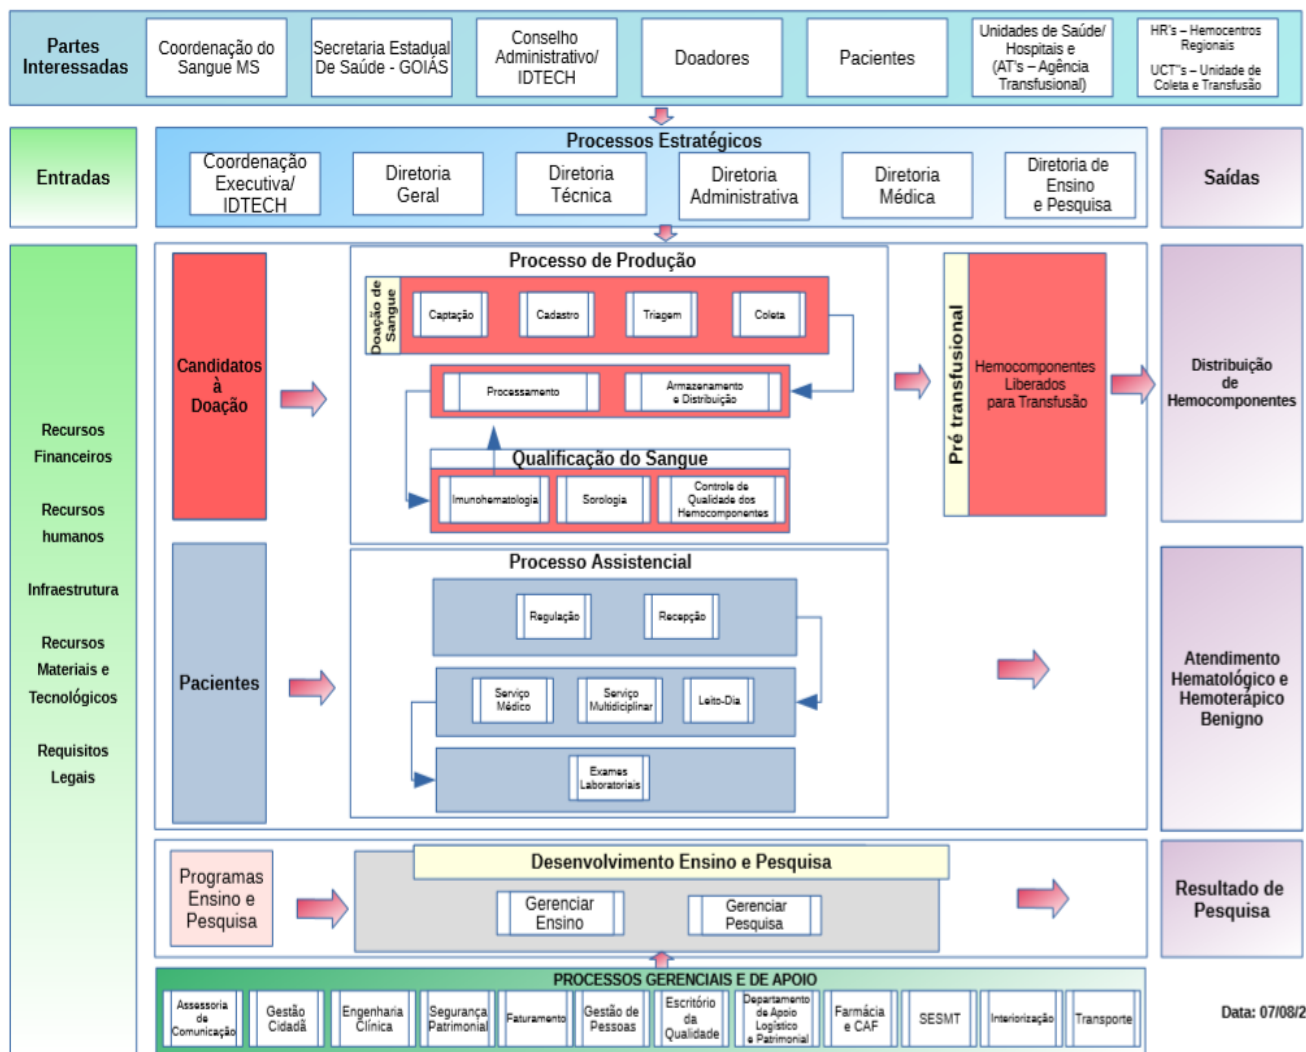 Partes
Interessadas
Coordenação do
Sangue MS
Secretaria Estadual
De Saúde - GOIÁS
Conselho
Administrativo/
IDTECH
Doadores
Pacientes
Unidades de Saúde/
Hospitais e
(AT's – Agência
Transfusional)
HR's – Hemocentros
Regionais
UCT"s – Unidade de
Coleta e Transfusão
Entradas
Processos Estratégicos
Coordenação
Executiva/
IDTECH
Diretoria
Geral
Diretoria
Técnica
Diretoria
Administrativa
Diretoria
Médica
Diretoria de
Ensino
e Pesquisa
Saídas
Recursos
Financeiros
Recursos
humanos
Infraestrutura
Recursos
Materiais e
Tecnológicos
Requisitos
Legais
Candidatos
à
Doação
Processo de Produção
Doação de
Sangue
Captação
Cadastro
Triagem
Coleta
Processamento
Armazenamento
e Distribuição
Qualificação do Sangue
Imunohematologia
Sorologia
Controle de
Qualidade dos
Hemocomponentes
Pré transfusional
Hemocomponentes
Liberados
para Transfusão
Distribuição
de
Hemocomponentes
Pacientes
Processo Assistencial
Regulação
Recepção
Serviço
Médico
Serviço
Multidiciplinar
Leito-Dia
Exames
Laboratoriais
Atendimento
Hematológico e
Hemoterápico
Benigno
Programas
Ensino e
Pesquisa
Desenvolvimento Ensino e Pesquisa
Gerenciar
Ensino
Gerenciar
Pesquisa
Resultado de
Pesquisa
PROCESSOS GERENCIAIS E DE APOIO
Assessoria
de
Comunicação
Gestão
Cidadã
Engenharia
Clínica
Segurança
Patrimonial
Faturamento
Gestão de
Pessoas
Escritório
da
Qualidade
Departamento
de Apoio
Logístico
e Patrimonial
Farmácia
e CAF
SESMT
Interiorização
Transporte
Data: 07/08/2